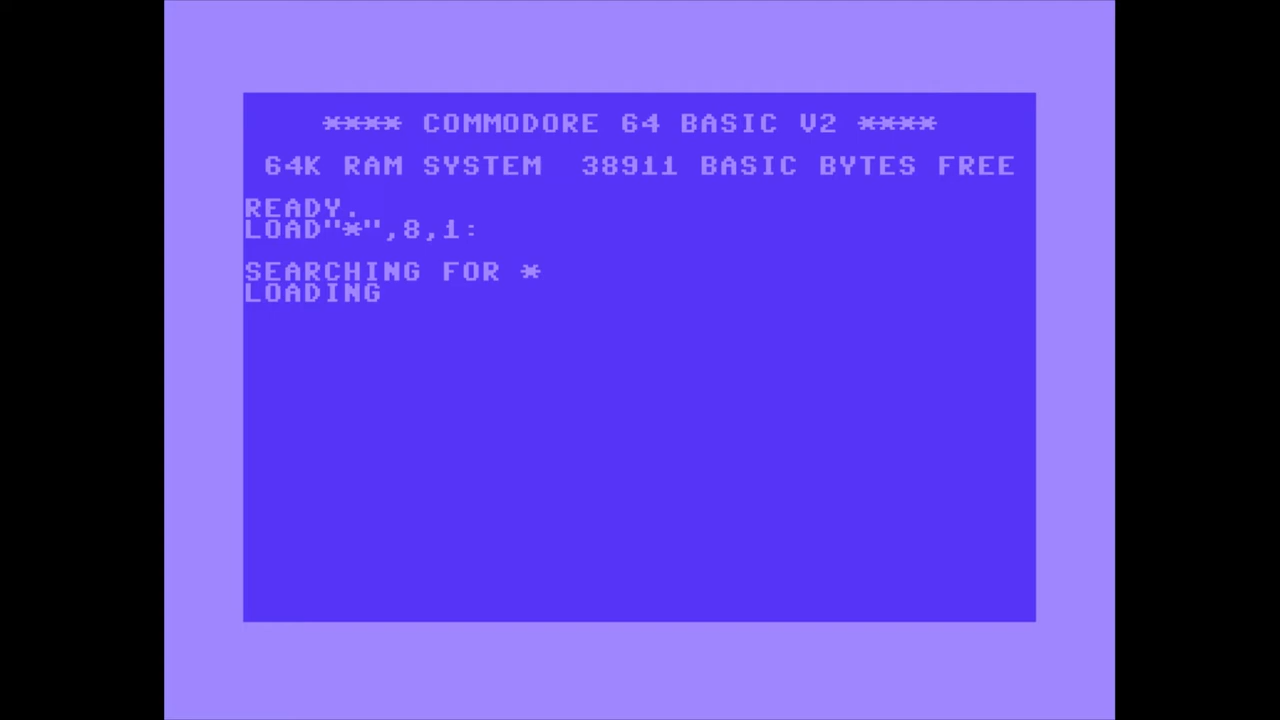 **** COMMODORE 64 BASIC V2 ****
64K RAM SYSTEM  38911 BASIC BYTES FREE
READY.
LOAD"*",8,1:
SEARCHING FOR *
LOADING